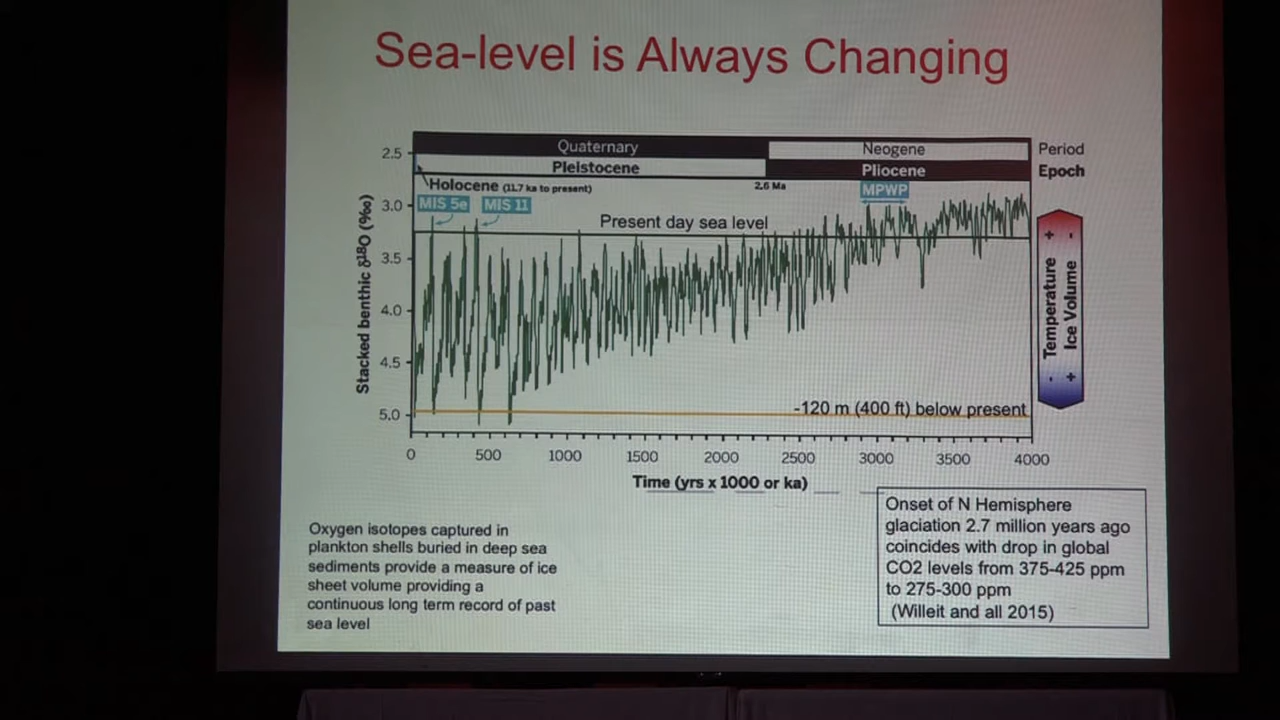 Sea-level is Always Changing
Quaternary
Neogene
Period
Pleistocene
Pliocene
Epoch
Holocene (11.7 ka to present)
2.6 Ma
MPWP
MIS 5e
MIS 11
Present day sea level
2.5
3.0
3.5
4.0
4.5
5.0
Stacked benthic δ18O (‰)
- Temperature +
+ Ice Volume -
-120 m (400 ft) below present
0
500
1000
1500
2000
2500
3000
3500
4000
Time (yrs x 1000 or ka)
Oxygen isotopes captured in
plankton shells buried in deep sea
sediments provide a measure of ice
sheet volume providing a
continuous long term record of past
sea level
Onset of N Hemisphere
glaciation 2.7 million years ago
coincides with drop in global
CO2 levels from 375-425 ppm
to 275-300 ppm
(Willeit and all 2015)